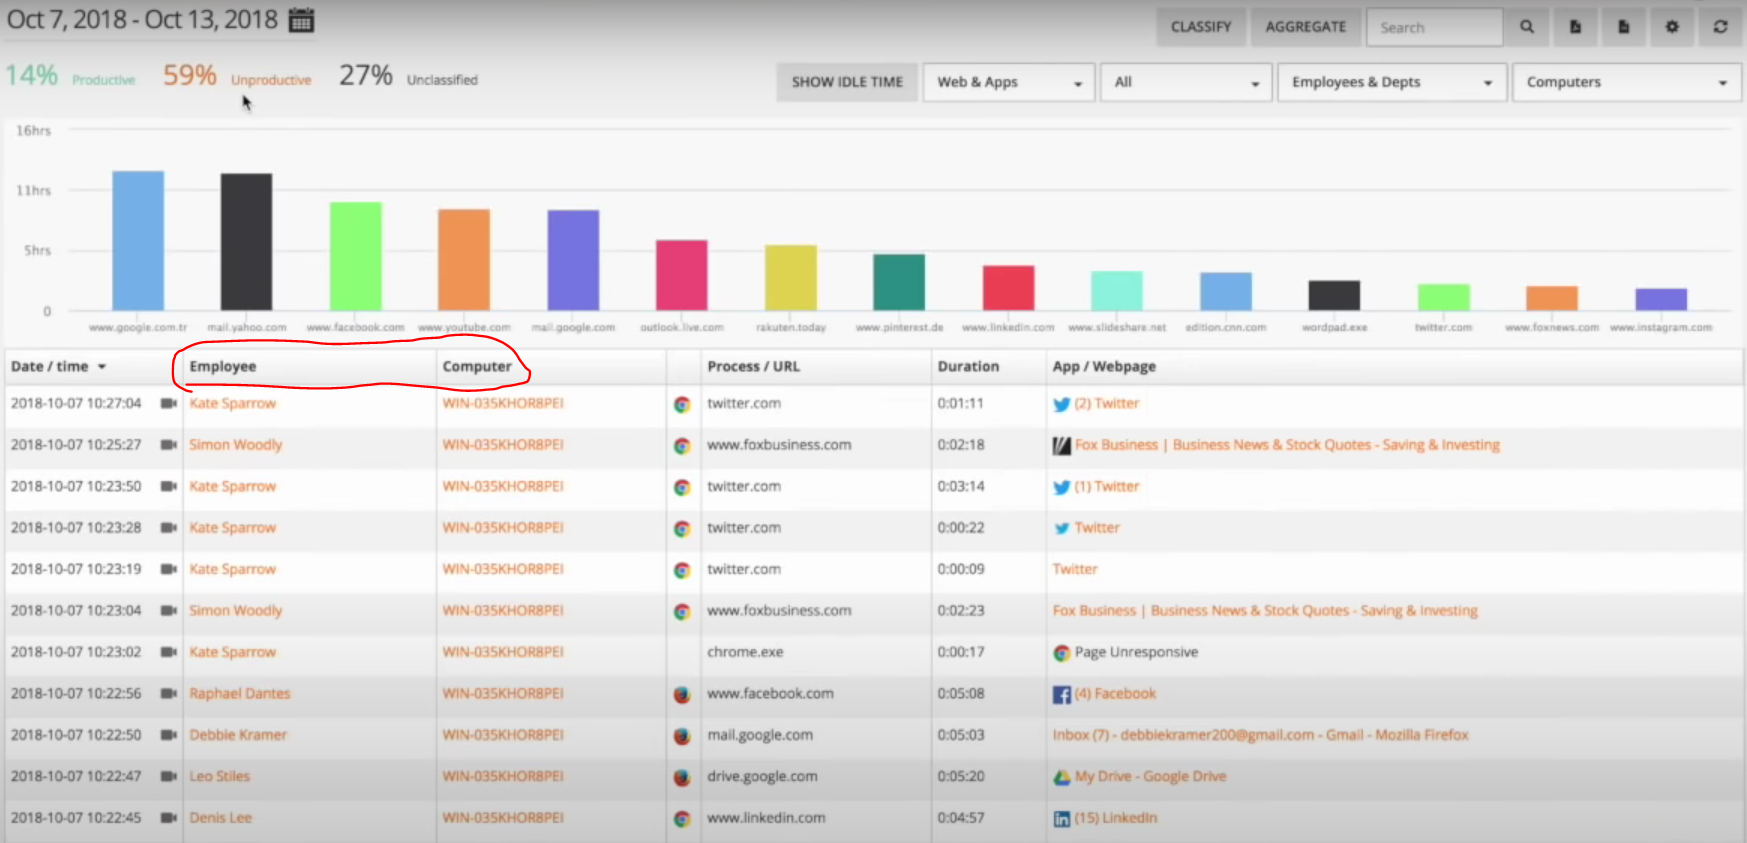 Oct 7, 2018 - Oct 13, 2018 CLASSIFY AGGREGATE Search
14% Productive 59% Unproductive 27% Unclassified SHOW IDLE TIME Web & Apps All Employees & Depts Computers
16hrs
11hrs
5hrs
0
www.google.com.tr mail.yahoo.com www.facebook.com www.youtube.com mail.google.com outlook.live.com rakuten.today www.pinterest.de www.linkedin.com www.slideshare.net edition.cnn.com wordpad.exe twitter.com www.foxnews.com www.instagram.com
Date / time Employee Computer Process / URL Duration App / Webpage
2018-10-07 10:27:04 Kate Sparrow WIN-035KHOR8PEI twitter.com 0:01:11 (2) Twitter
2018-10-07 10:25:27 Simon Woodly WIN-035KHOR8PEI www.foxbusiness.com 0:02:18 Fox Business | Business News & Stock Quotes - Saving & Investing
2018-10-07 10:23:50 Kate Sparrow WIN-035KHOR8PEI twitter.com 0:03:14 (1) Twitter
2018-10-07 10:23:28 Kate Sparrow WIN-035KHOR8PEI twitter.com 0:00:22 Twitter
2018-10-07 10:23:19 Kate Sparrow WIN-035KHOR8PEI twitter.com 0:00:09 Twitter
2018-10-07 10:23:04 Simon Woodly WIN-035KHOR8PEI www.foxbusiness.com 0:02:23 Fox Business | Business News & Stock Quotes - Saving & Investing
2018-10-07 10:23:02 Kate Sparrow WIN-035KHOR8PEI chrome.exe 0:00:17 Page Unresponsive
2018-10-07 10:22:56 Raphael Dantes WIN-035KHOR8PEI www.facebook.com 0:05:08 (4) Facebook
2018-10-07 10:22:50 Debbie Kramer WIN-035KHOR8PEI mail.google.com 0:05:03 Inbox (7) - debbiekramer200@gmail.com - Gmail - Mozilla Firefox
2018-10-07 10:22:47 Leo Stiles WIN-035KHOR8PEI drive.google.com 0:05:20 My Drive - Google Drive
2018-10-07 10:22:45 Denis Lee WIN-035KHOR8PEI www.linkedin.com 0:04:57 (15) LinkedIn